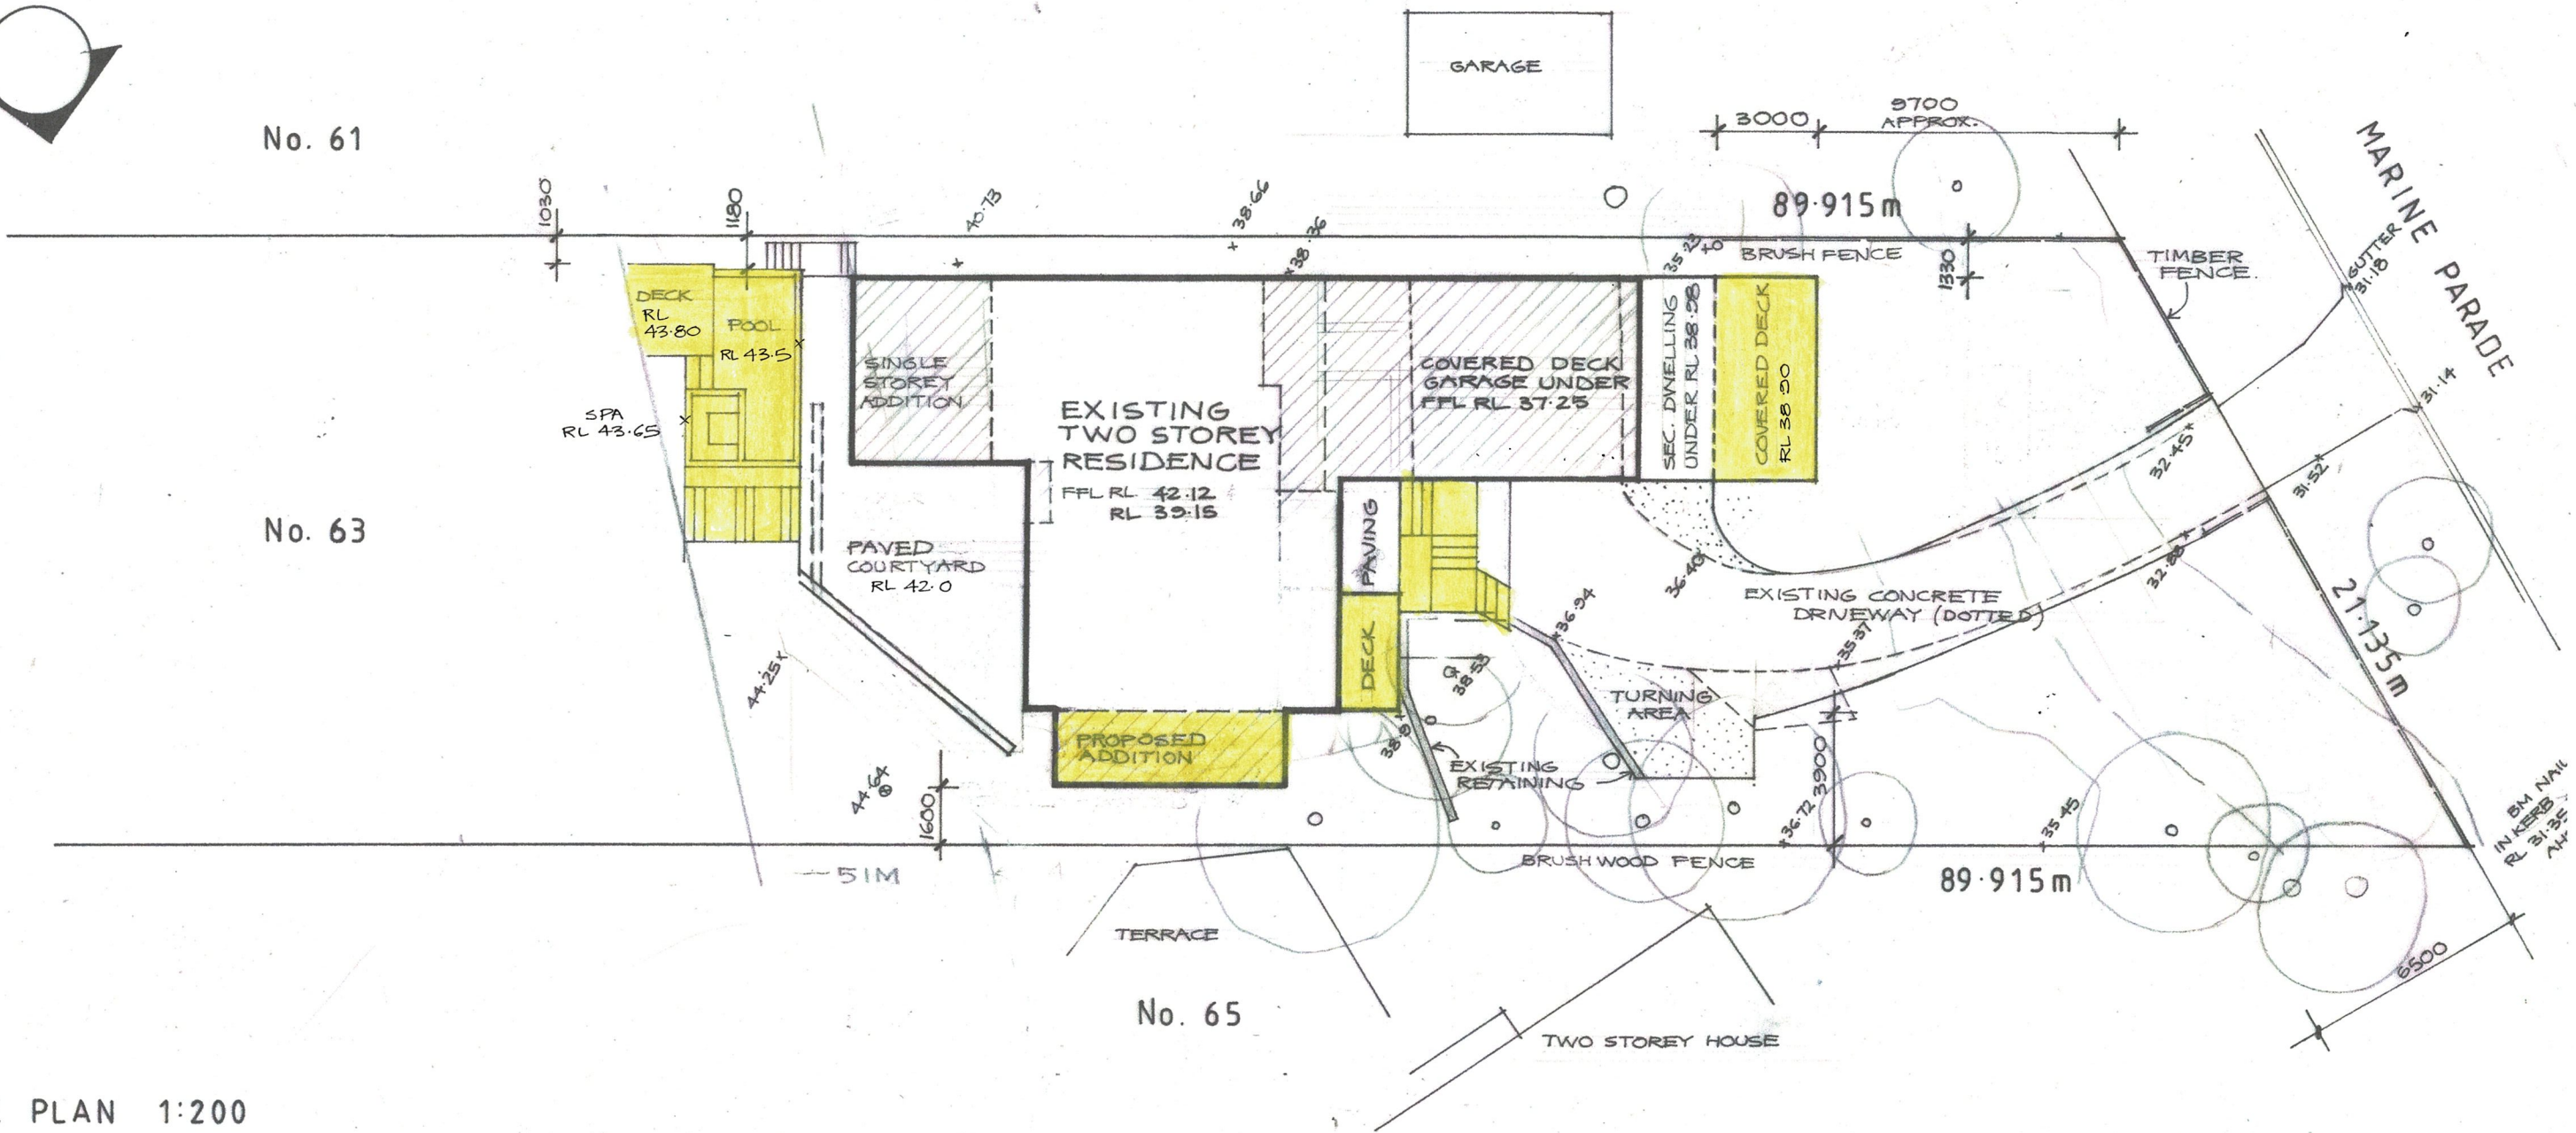 GARAGE
No. 61
3000
9700
APPROX.
MARINE PARADE
1030
1180
40.73
38.66
38.36
89.915m
35.23
BRUSH FENCE
1330
TIMBER
FENCE.
GUTTER
31.18
DECK
RL
43.80
POOL
RL 43.5
SPA
RL 43.65
SINGLE
STOREY
ADDITION
EXISTING
TWO STOREY
RESIDENCE
FFL RL 42.12
RL 39.15
COVERED DECK
GARAGE UNDER
FFL RL 37.25
SEC. DWELLING
UNDER RL 38.98
COVERED DECK
RL 38.90
31.14
32.45
31.52
No. 63
PAVED
COURTYARD
RL 42.0
PAVING
DECK
36.94
36.40
EXISTING CONCRETE
DRIVEWAY (DOTTED)
35.37
21.135m
44.25
38.53
TURNING
AREA
PROPOSED
ADDITION
EXISTING
RETAINING
3900
44.64
1600
36.72
35.45
BM NAIL
IN KERB
BRUSHWOOD FENCE
51M
89.915m
TERRACE
6500
No. 65
TWO STOREY HOUSE
PLAN 1:200